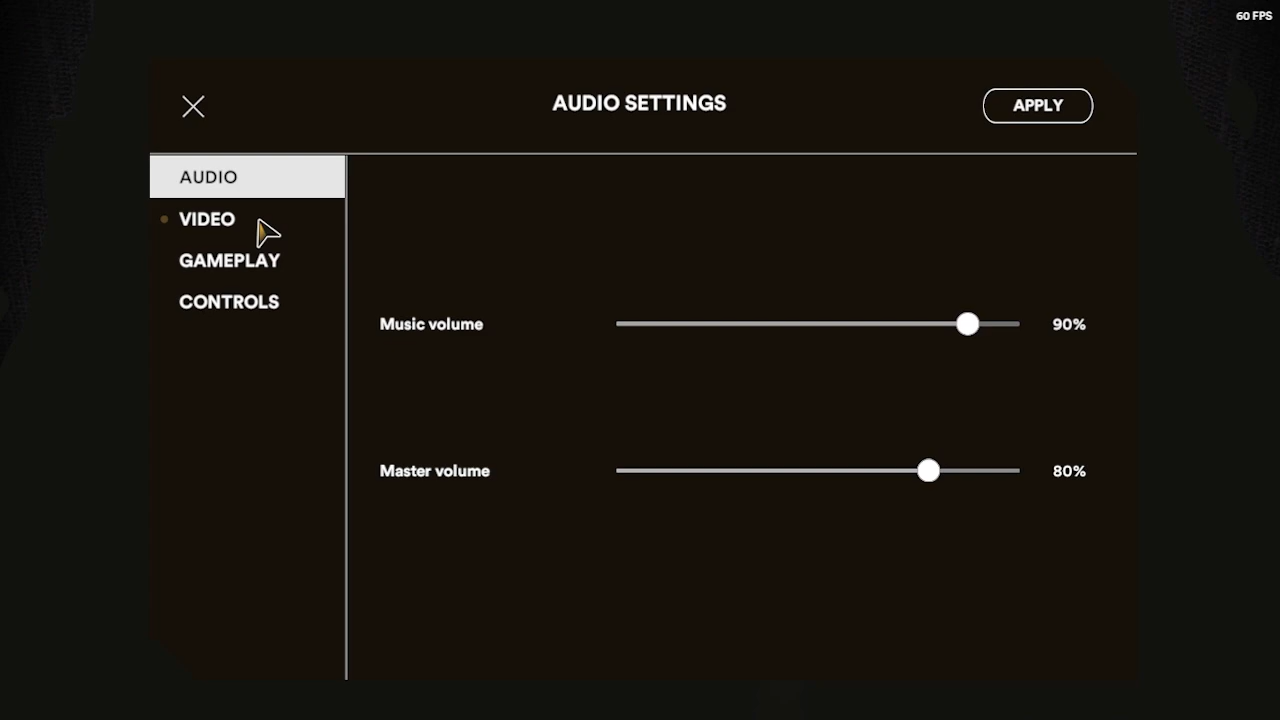 60 FPS
AUDIO SETTINGS
APPLY
AUDIO
VIDEO
GAMEPLAY
CONTROLS
Music volume 90%
Master volume 80%